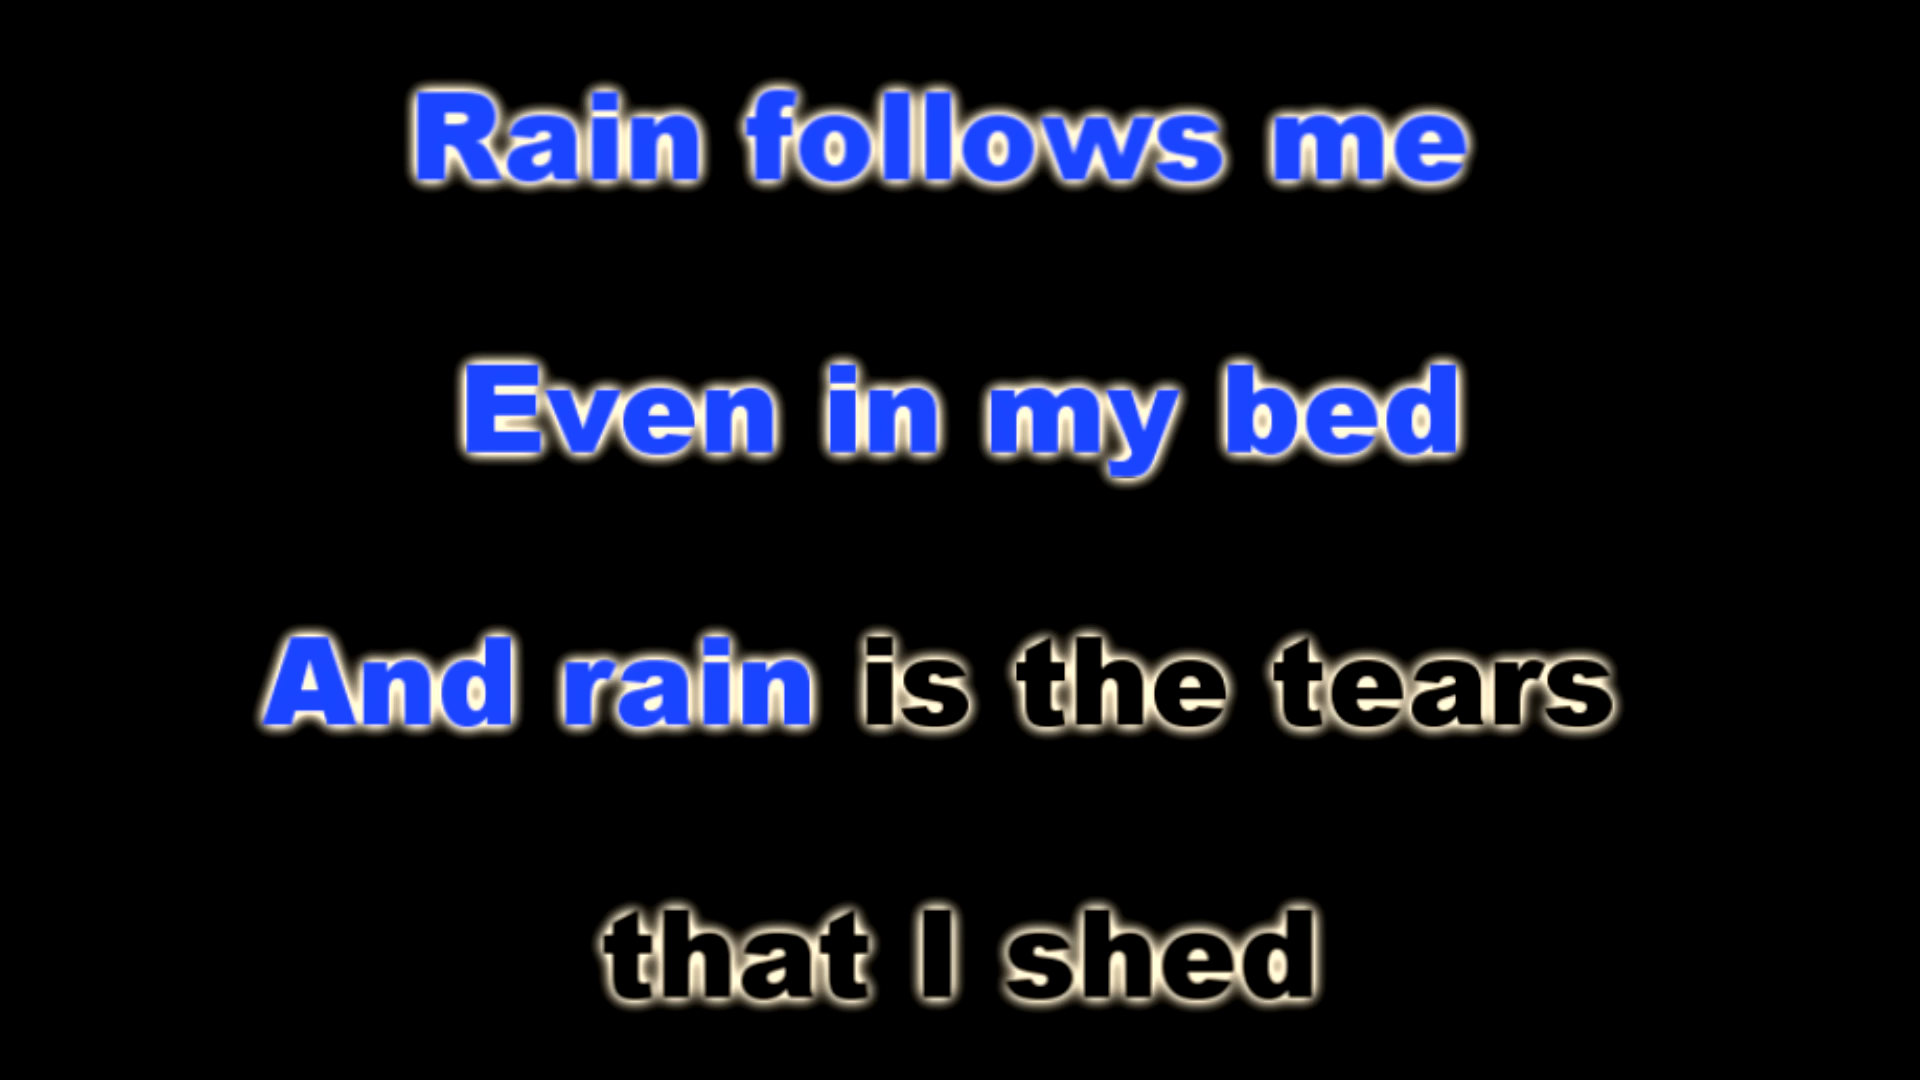 Rain follows me
Even in my bed
And rain is the tears
that I shed